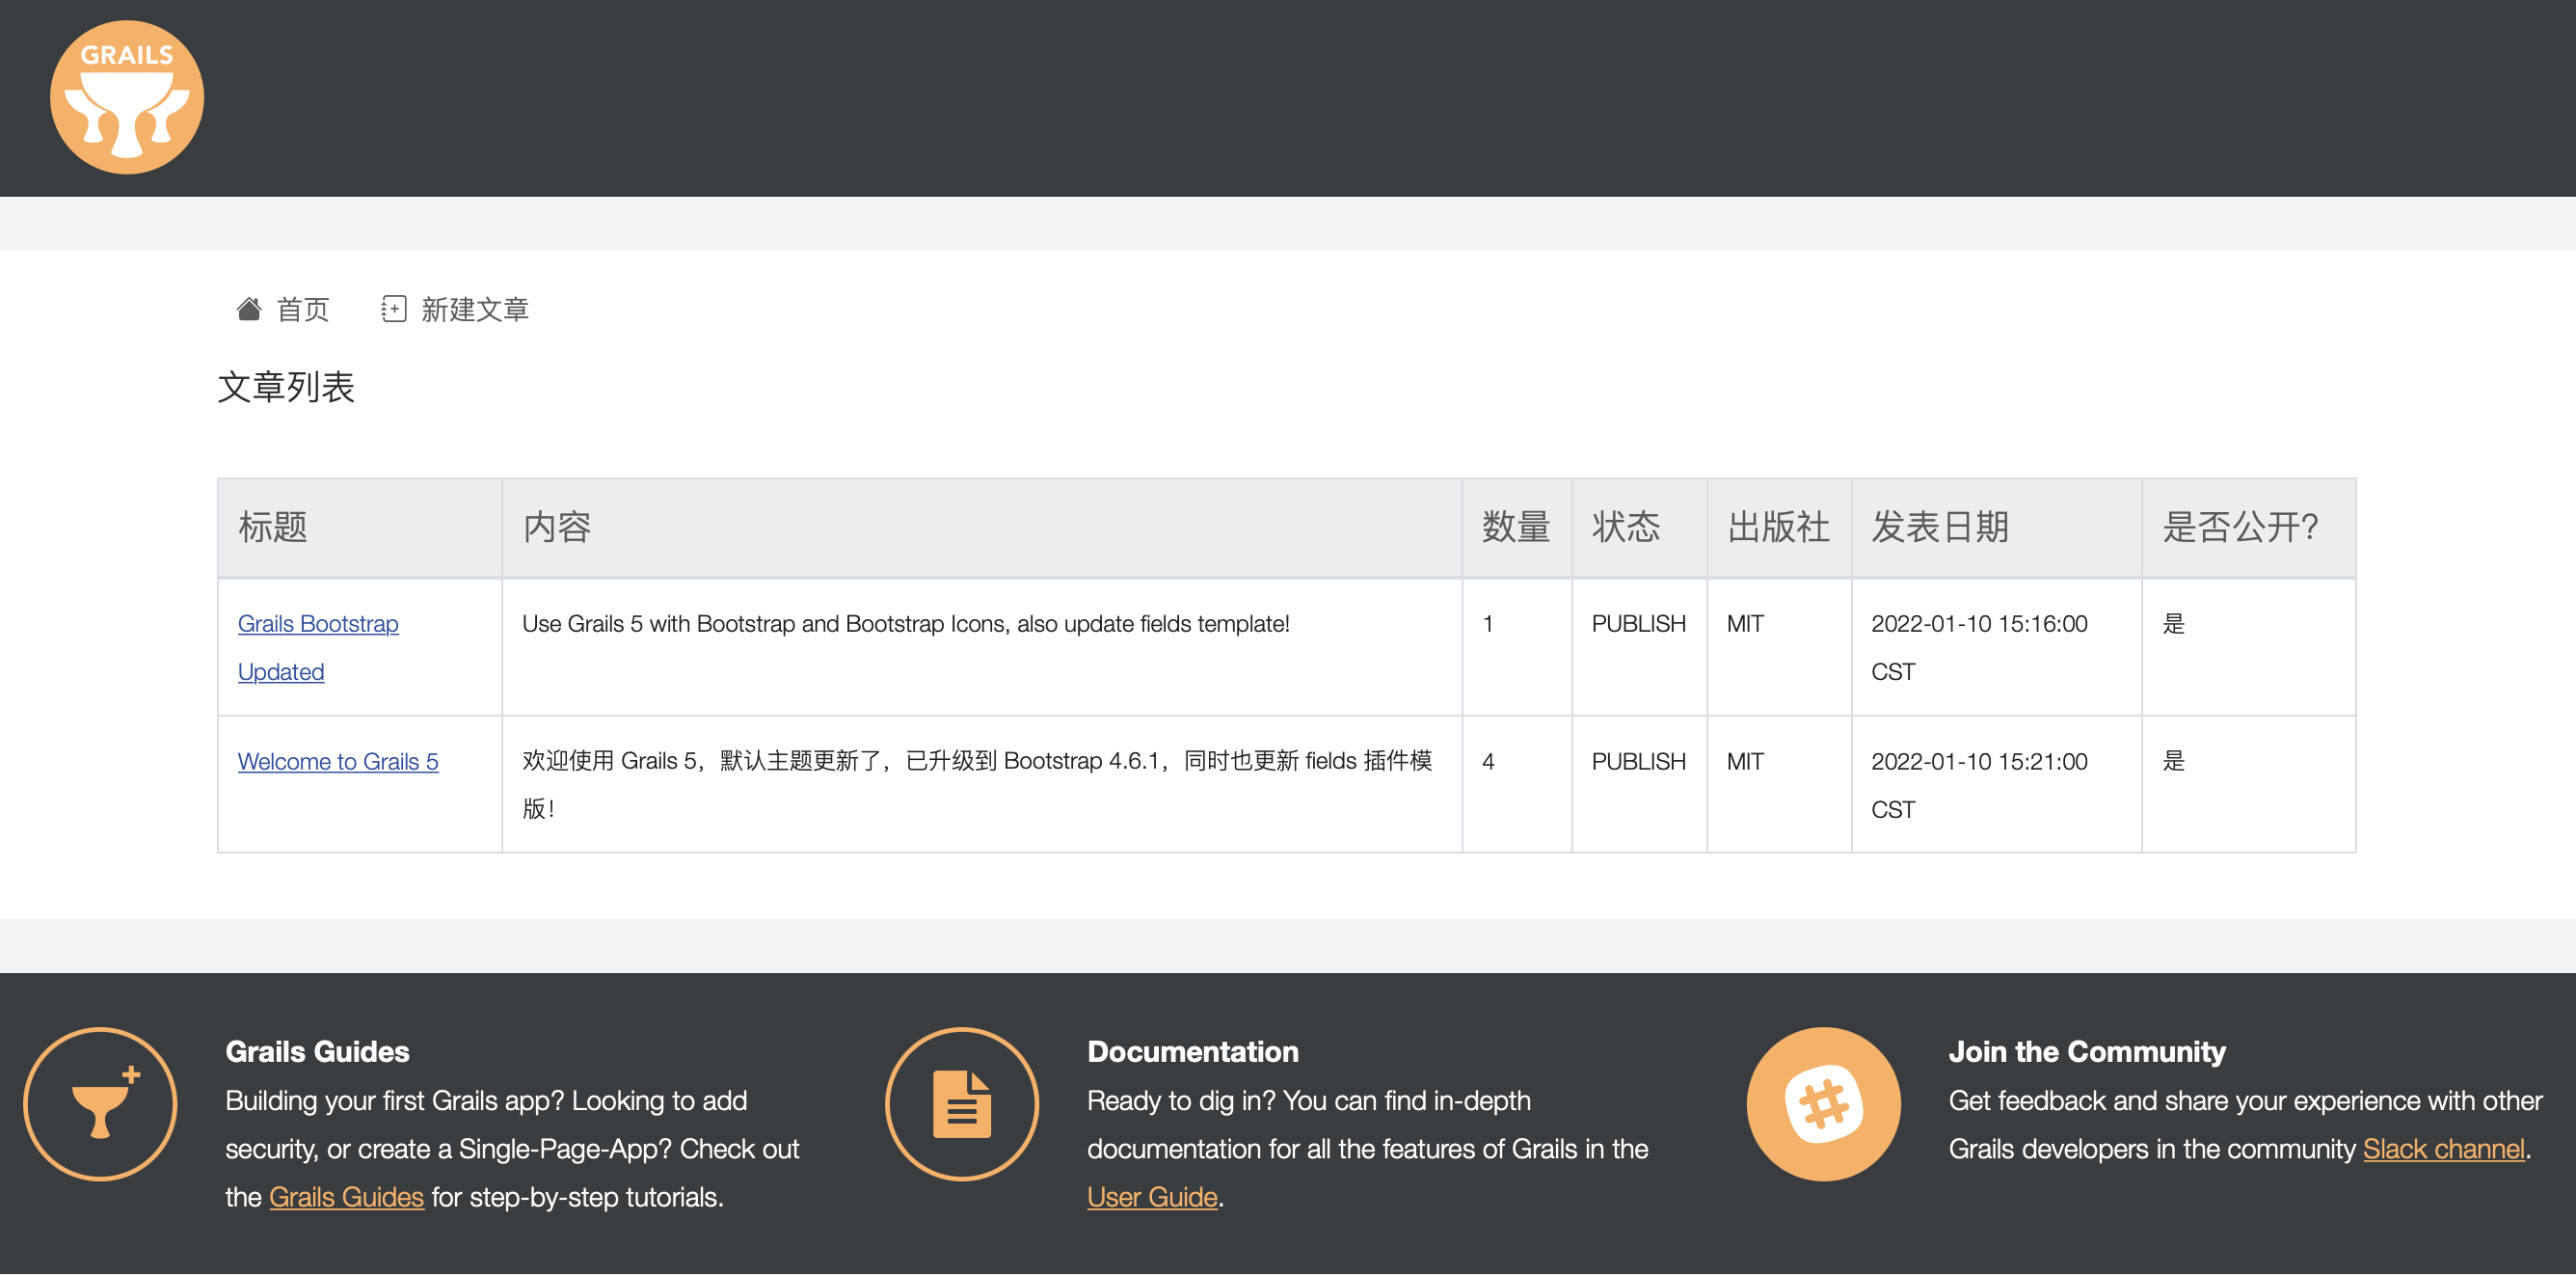 GRAILS
首页 新建文章
文章列表
标题 内容 数量 状态 出版社 发表日期 是否公开?
Grails Bootstrap Use Grails 5 with Bootstrap and Bootstrap Icons, also update fields template! 1 PUBLISH MIT 2022-01-10 15:16:00 是
Updated CST
Welcome to Grails 5 欢迎使用 Grails 5，默认主题更新了，已升级到 Bootstrap 4.6.1，同时也更新 fields 插件模 4 PUBLISH MIT 2022-01-10 15:21:00 是
版！ CST
Grails Guides
Building your first Grails app? Looking to add
security, or create a Single-Page-App? Check out
the Grails Guides for step-by-step tutorials.
Documentation
Ready to dig in? You can find in-depth
documentation for all the features of Grails in the
User Guide.
Join the Community
Get feedback and share your experience with other
Grails developers in the community Slack channel.